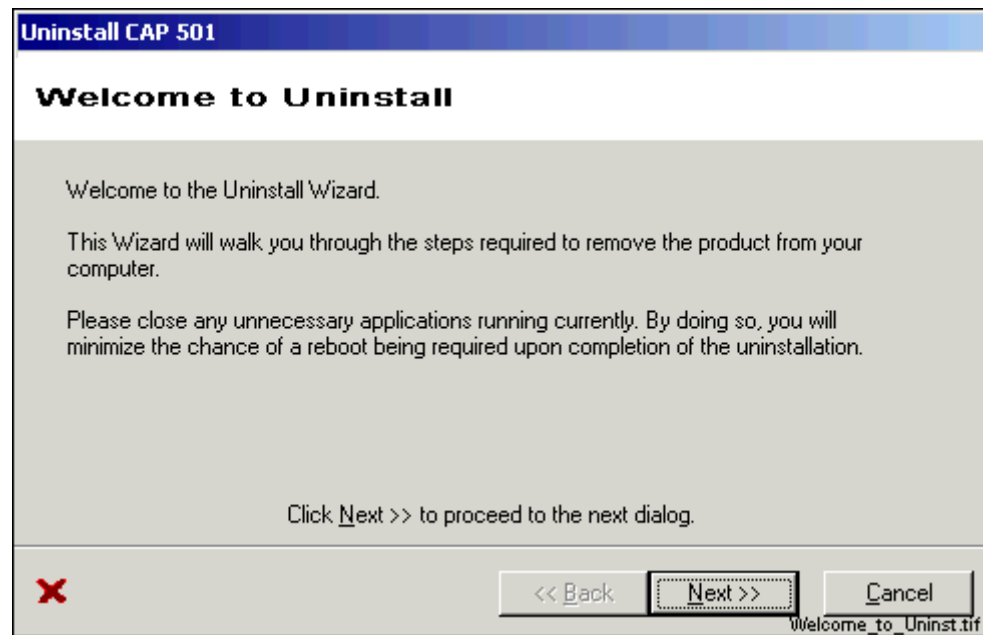 Uninstall CAP 501
Welcome to Uninstall
Welcome to the Uninstall Wizard.
This Wizard will walk you through the steps required to remove the product from your
computer.
Please close any unnecessary applications running currently. By doing so, you will
minimize the chance of a reboot being required upon completion of the uninstallation.
Click Next >> to proceed to the next dialog.
<< Back Next >> Cancel
Welcome_to_Uninst.tif